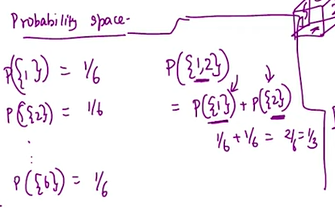 Probability space-
P({1}) = 1/6
P({2}) = 1/6
⋮
P({6}) = 1/6
P({1,2})
= P({1}) + P({2})
1/6 + 1/6 = 2/6 = 1/3